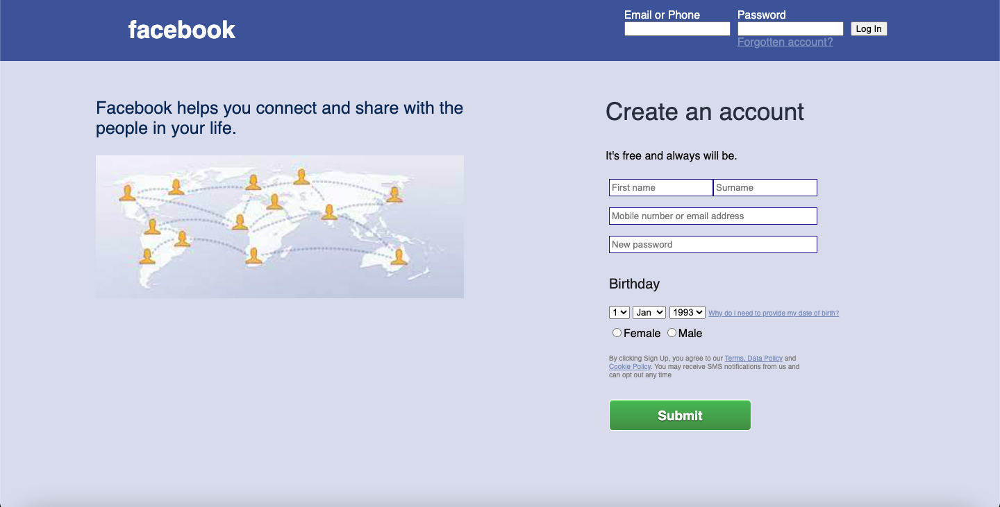 facebook
Email or Phone
Password
Log In
Forgotten account?
Facebook helps you connect and share with the
people in your life.
Create an account
It's free and always will be.
First name
Surname
Mobile number or email address
New password
Birthday
1 Jan 1993 Why do i need to provide my date of birth?
Female Male
By clicking Sign Up, you agree to our Terms, Data Policy and
Cookie Policy. You may receive SMS notifications from us and
can opt out any time
Submit